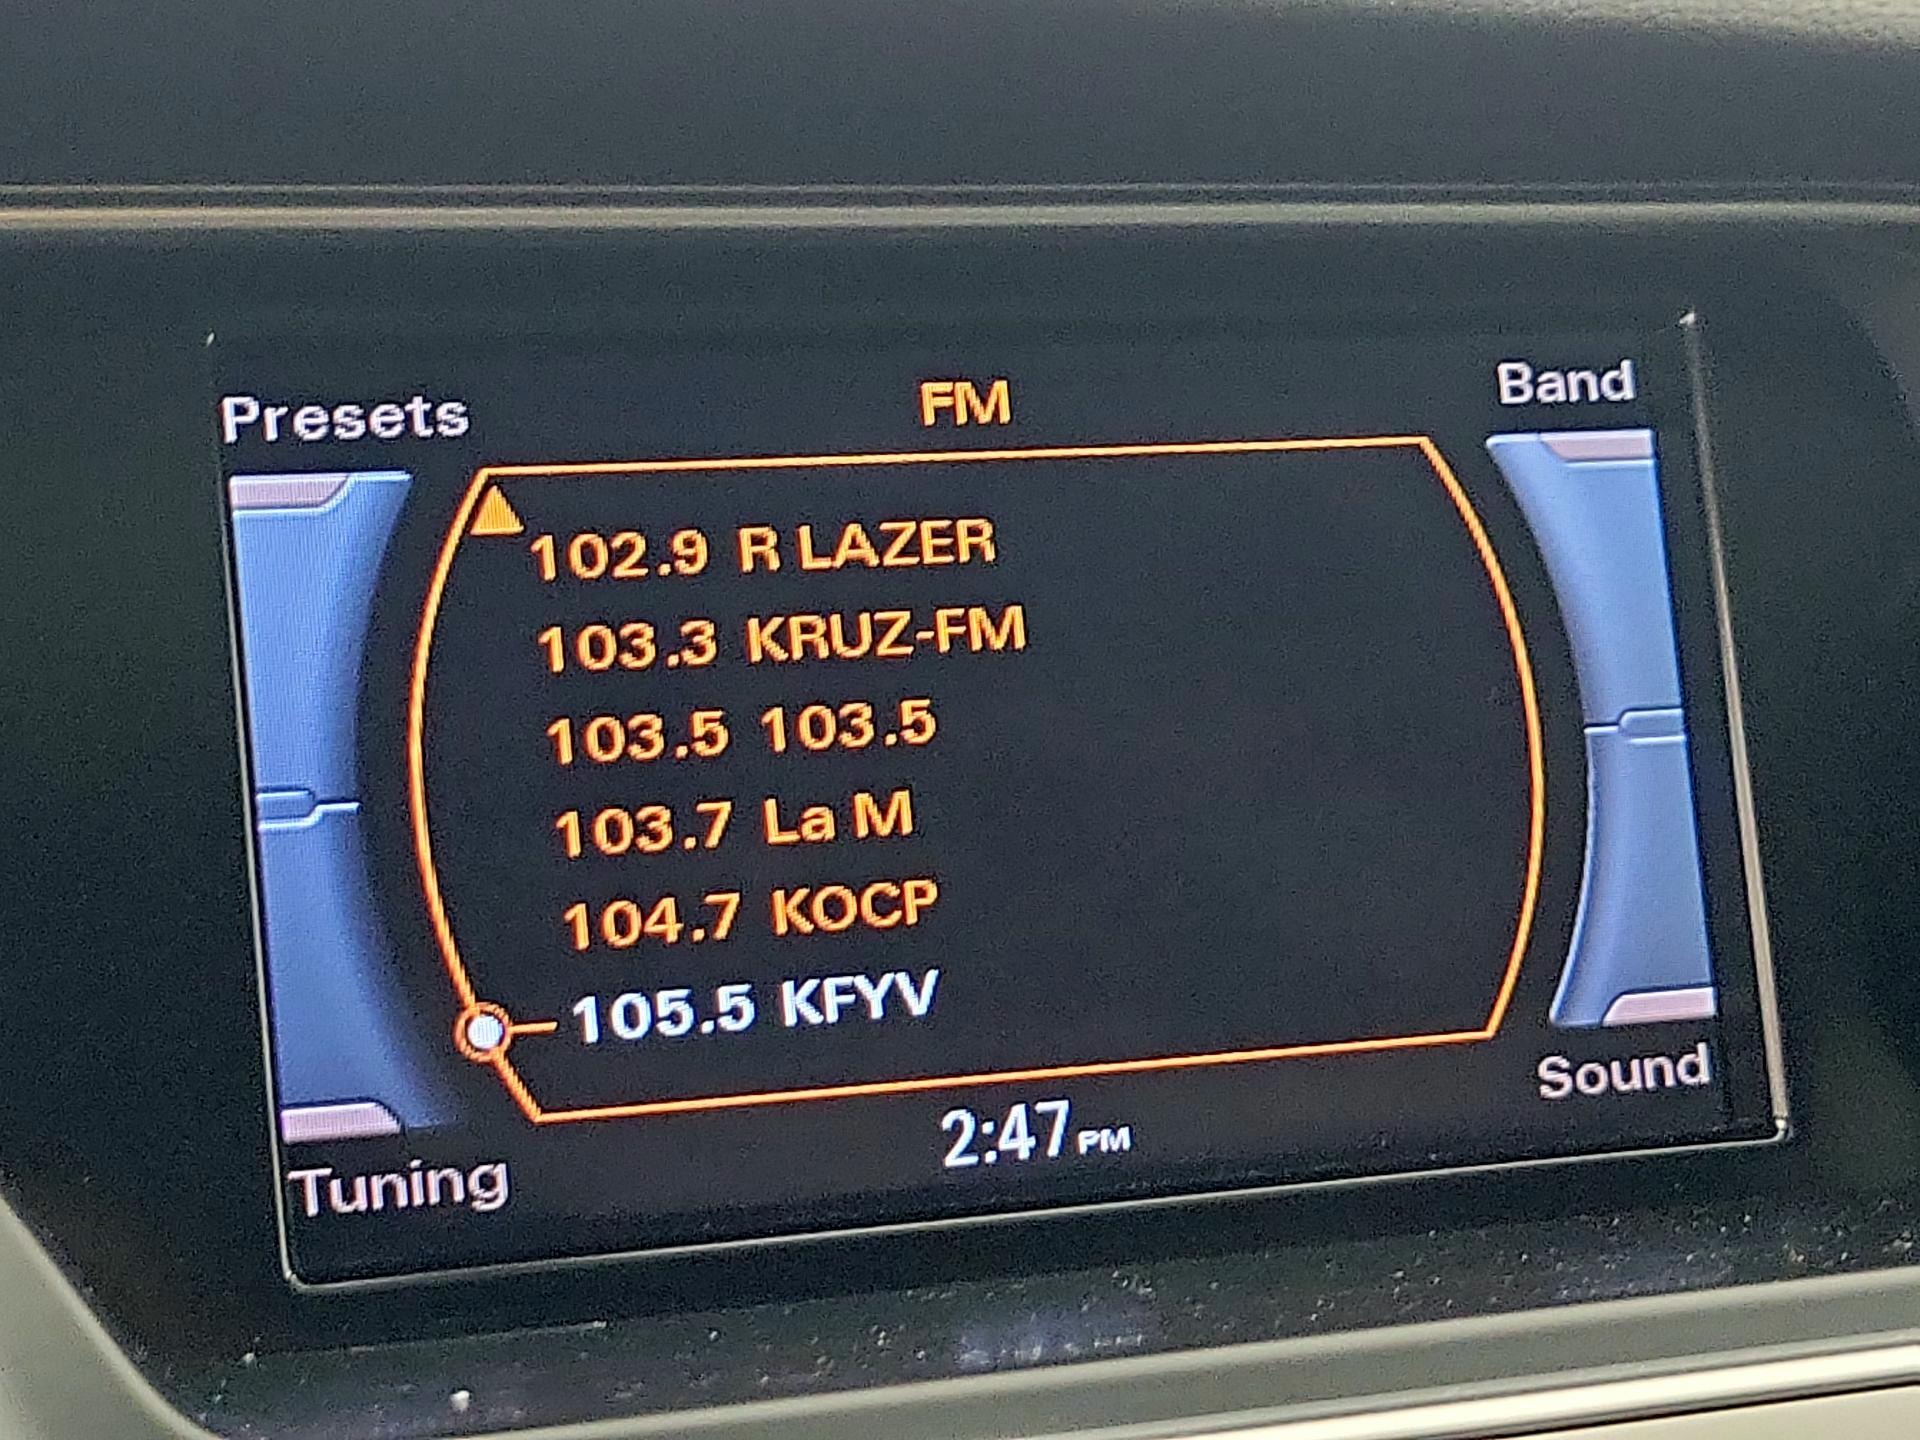 Presets
FM
Band
102.9 R LAZER
103.3 KRUZ-FM
103.5 103.5
103.7 La M
104.7 KOCP
105.5 KFYV
Sound
2:47 PM
Tuning